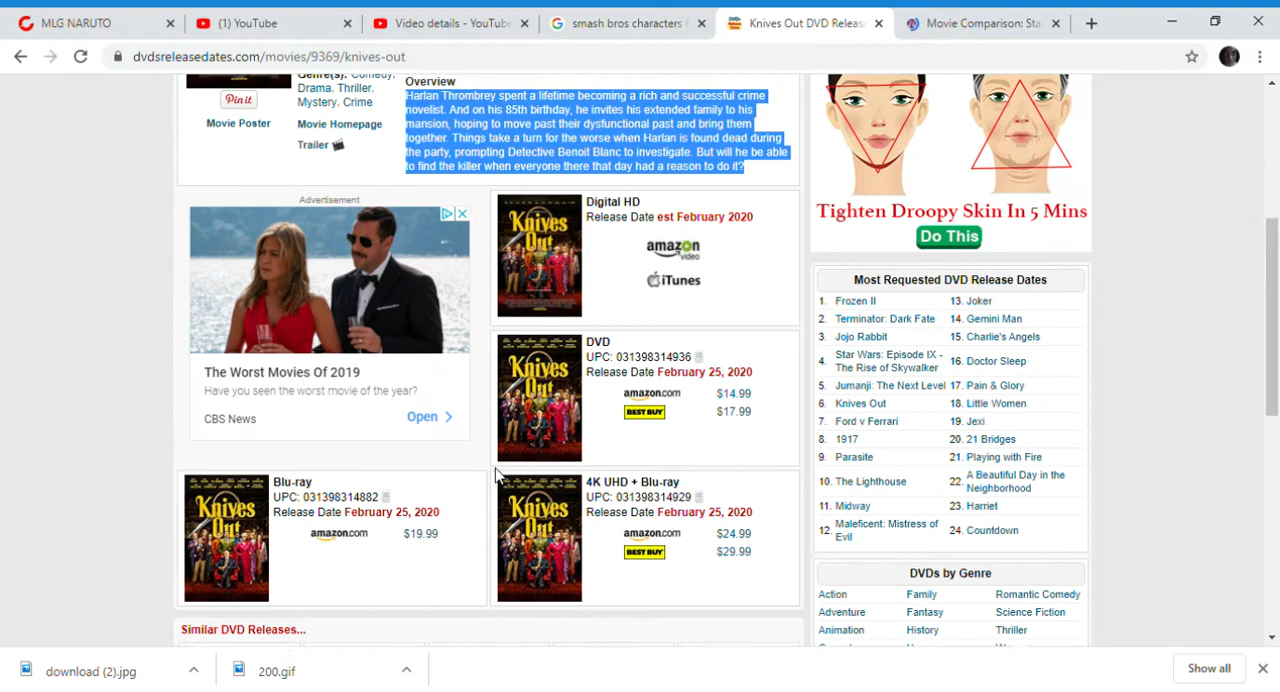 MLG NARUTO
(1) YouTube
Video details - YouTube
smash bros characters
Knives Out DVD Releas
Movie Comparison: Sta
dvdsreleasedates.com/movies/9369/knives-out
Pin it
Movie Poster
Genre(s): Comedy,
Drama, Thriller,
Mystery, Crime
Movie Homepage
Trailer
Overview
Harlan Thrombrey spent a lifetime becoming a rich and successful crime
novelist. And on his 85th birthday, he invites his extended family to his
mansion, hoping to move past their dysfunctional past and bring them
together. Things take a turn for the worse when Harlan is found dead during
the party, prompting Detective Benoit Blanc to investigate. But will he be able
to find the killer when everyone there that day had a reason to do it?
Advertisement
The Worst Movies Of 2019
Have you seen the worst movie of the year?
CBS News
Open
Knives Out
Digital HD
Release Date est February 2020
amazon video
iTunes
Knives Out
DVD
UPC: 031398314936
Release Date February 25, 2020
amazon.com $14.99
BEST BUY $17.99
Knives Out
Blu-ray
UPC: 031398314882
Release Date February 25, 2020
amazon.com $19.99
Knives Out
4K UHD + Blu-ray
UPC: 031398314929
Release Date February 25, 2020
amazon.com $24.99
BEST BUY $29.99
Similar DVD Releases...
Tighten Droopy Skin In 5 Mins
Do This
Most Requested DVD Release Dates
1. Frozen II
2. Terminator: Dark Fate
3. Jojo Rabbit
4. Star Wars: Episode IX -
The Rise of Skywalker
5. Jumanji: The Next Level
6. Knives Out
7. Ford v Ferrari
8. 1917
9. Parasite
10. The Lighthouse
11. Midway
12. Maleficent: Mistress of
Evil
13. Joker
14. Gemini Man
15. Charlie's Angels
16. Doctor Sleep
17. Pain & Glory
18. Little Women
19. Jexi
20. 21 Bridges
21. Playing with Fire
22. A Beautiful Day in the
Neighborhood
23. Harriet
24. Countdown
DVDs by Genre
Action Family Romantic Comedy
Adventure Fantasy Science Fiction
Animation History Thriller
download (2).jpg
200.gif
Show all